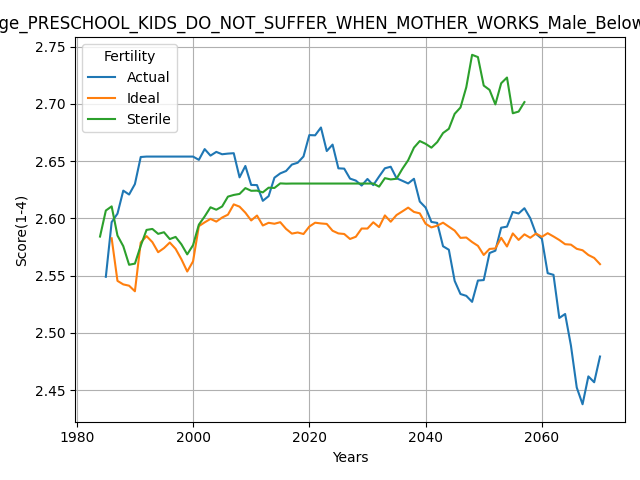 ge_PRESCHOOL_KIDS_DO_NOT_SUFFER_WHEN_MOTHER_WORKS_Male_Below
Fertility
Actual
Ideal
Sterile
Score(1-4)
2.75
2.70
2.65
2.60
2.55
2.50
2.45
1980 2000 2020 2040 2060
Years